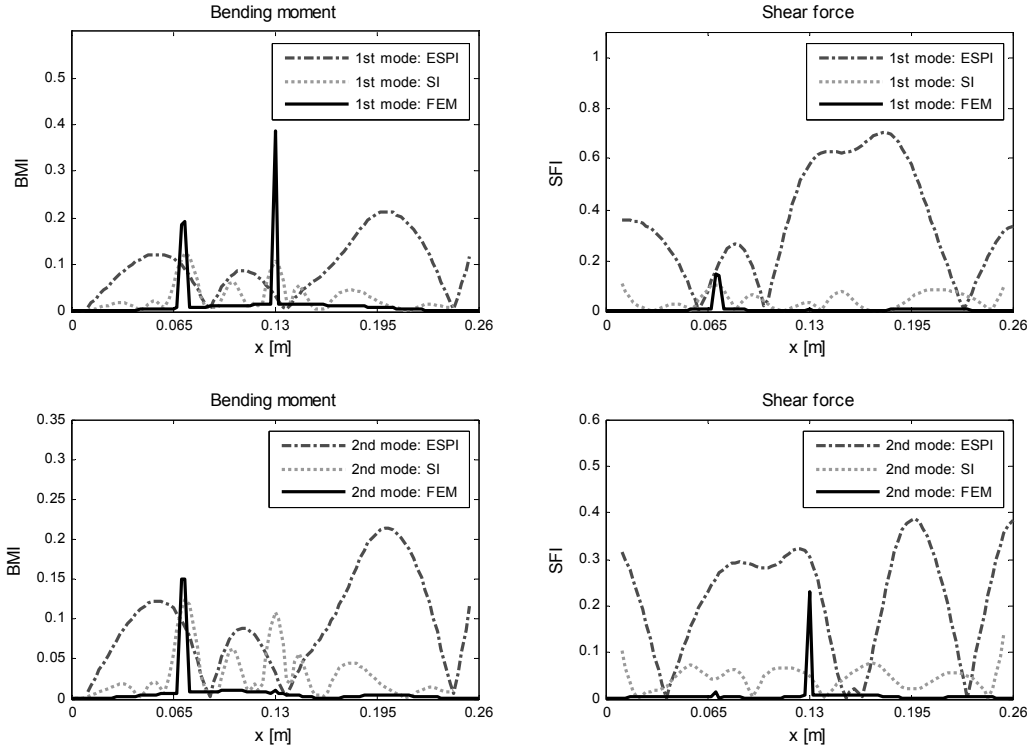 Bending moment
BMI
0.5
0.4
0.3
0.2
0.1
0
1st mode: ESPI
1st mode: SI
1st mode: FEM
0 0.065 0.13 0.195 0.26
x [m]
Shear force
SFI
1
0.8
0.6
0.4
0.2
0
1st mode: ESPI
1st mode: SI
1st mode: FEM
0 0.065 0.13 0.195 0.26
x [m]
Bending moment
BMI
0.35
0.3
0.25
0.2
0.15
0.1
0.05
0
2nd mode: ESPI
2nd mode: SI
2nd mode: FEM
0 0.065 0.13 0.195 0.26
x [m]
Shear force
SFI
0.6
0.5
0.4
0.3
0.2
0.1
0
2nd mode: ESPI
2nd mode: SI
2nd mode: FEM
0 0.065 0.13 0.195 0.26
x [m]